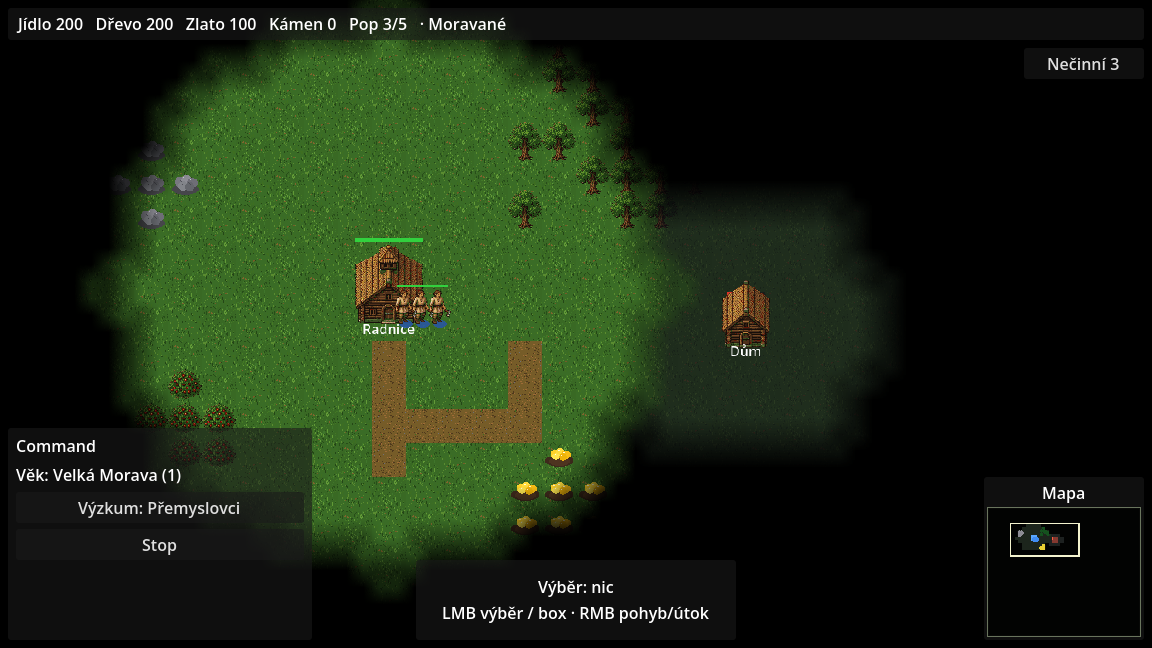 Jídlo 200 Dřevo 200 Zlato 100 Kámen 0 Pop 3/5 · Moravané
Nečinní 3
Radnice
Dům
Command
Věk: Velká Morava (1)
Výzkum: Přemyslovci
Stop
Výběr: nic
LMB výběr / box · RMB pohyb/útok
Mapa